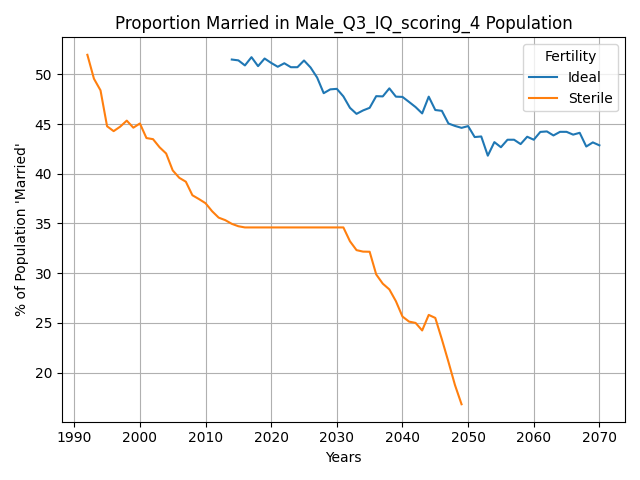 Proportion Married in Male_Q3_IQ_scoring_4 Population
% of Population 'Married'
50
45
40
35
30
25
20
Fertility
Ideal
Sterile
1990 2000 2010 2020 2030 2040 2050 2060 2070
Years